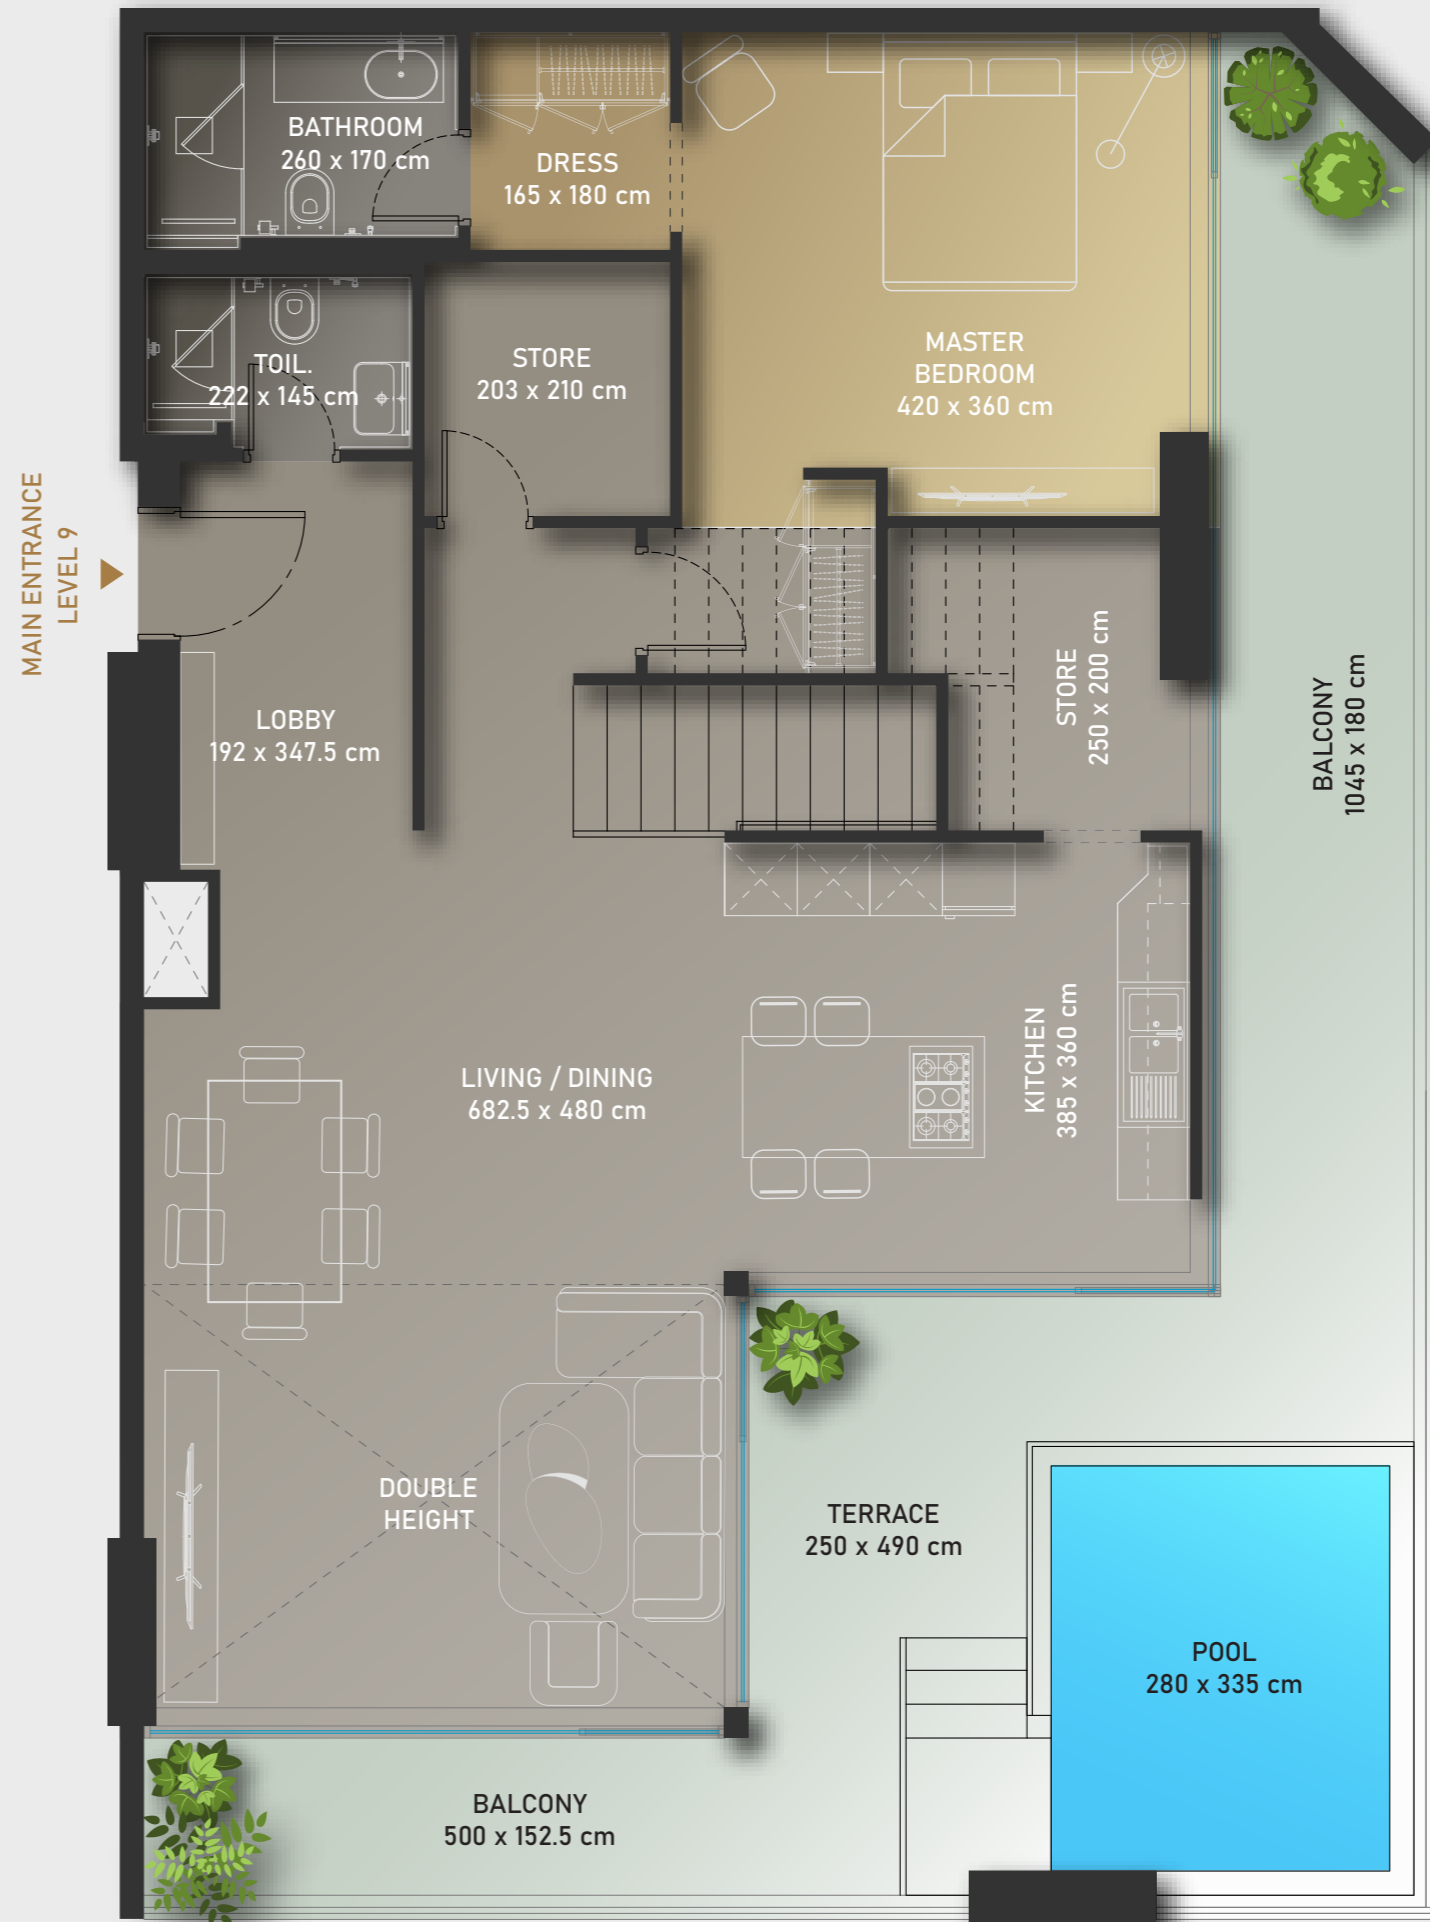 BATHROOM
260 x 170 cm
DRESS
165 x 180 cm
MASTER
BEDROOM
420 x 360 cm
TOIL.
222 x 145 cm
STORE
203 x 210 cm
MAIN ENTRANCE
LEVEL 9
LOBBY
192 x 347.5 cm
STORE
250 x 200 cm
BALCONY
1045 x 180 cm
LIVING / DINING
682.5 x 480 cm
KITCHEN
385 x 360 cm
DOUBLE
HEIGHT
TERRACE
250 x 490 cm
POOL
280 x 335 cm
BALCONY
500 x 152.5 cm